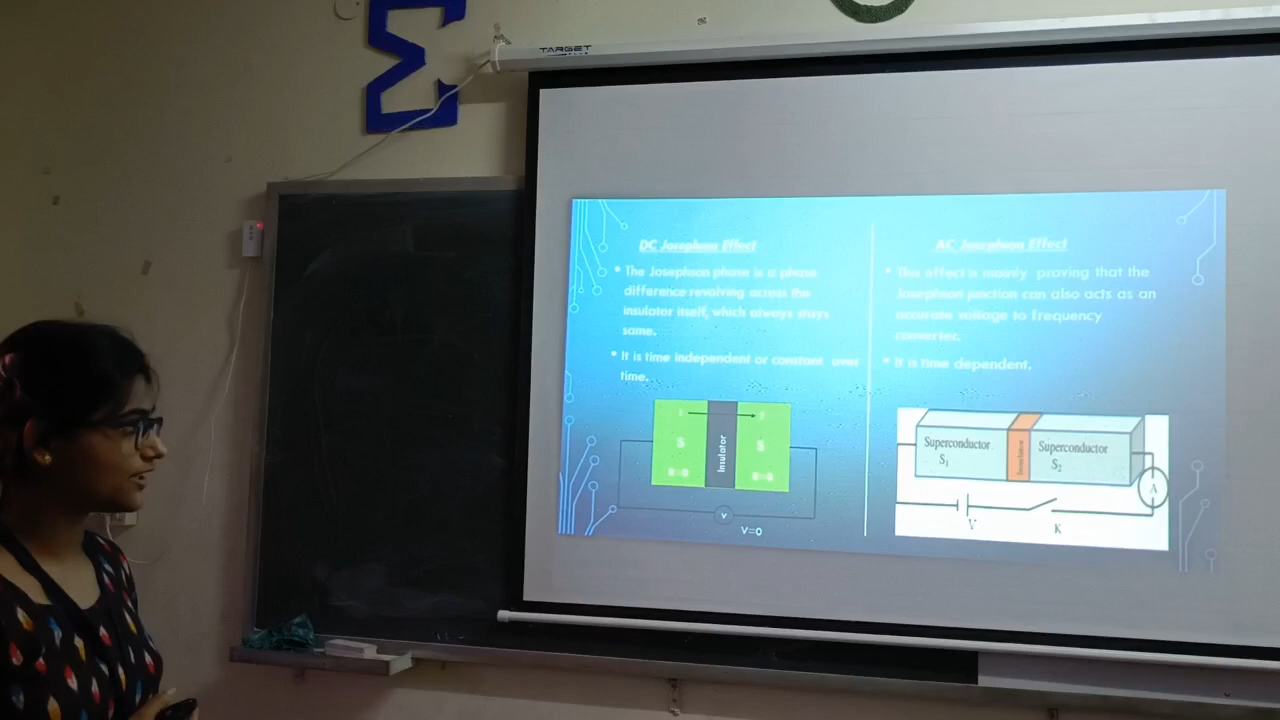 TARGET
DC Josephson Effect
• The Josephson phase is a phase
difference revolving across the
insulator itself, which always stays
same.
• It is time independent or constant over
time.
S
Insulator
S
V
V=0
AC Josephson Effect
• This effect is mainly proving that the
Josephson junction can also acts as an
accurate voltage to frequency
converter.
• It is time dependent.
Superconductor
S₁
Insulator
Superconductor
S₂
A
V
K